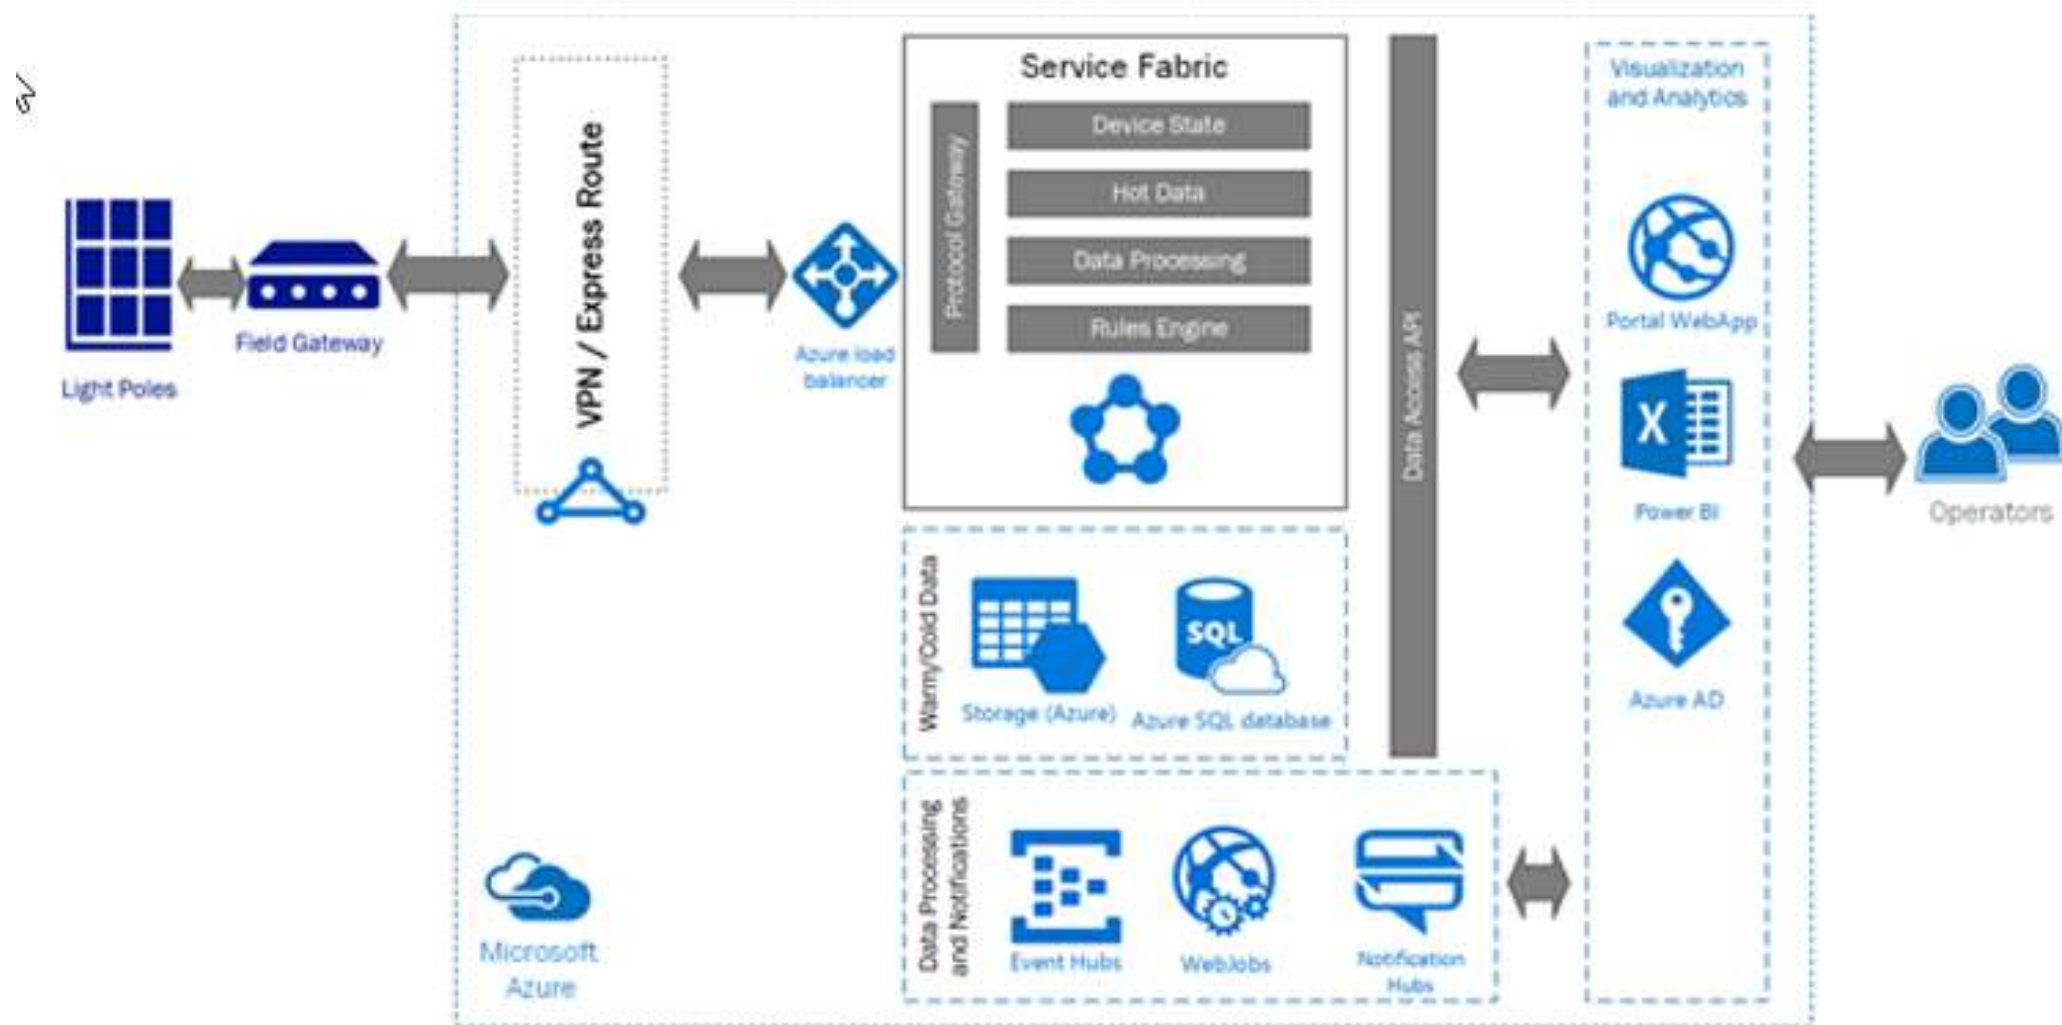 Light Poles
Field Gateway
VPN / Express Route
Microsoft
Azure
Azure load
balancer
Service Fabric
Protocol Gateway
Device State
Hot Data
Data Processing
Rules Engine
Warm/Cold Data
Storage (Azure)
SQL
Azure SQL database
Data Processing
and Notifications
Event Hubs
WebJobs
Notification
Hubs
Data Access API
Visualization
and Analytics
Portal WebApp
X
Power BI
Azure AD
Operators